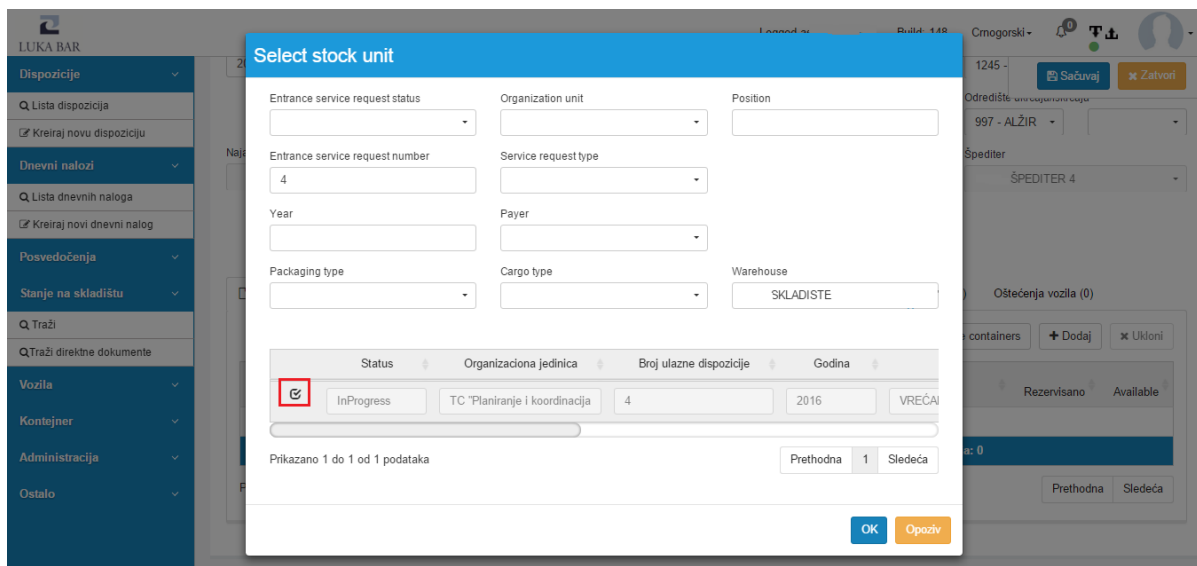 LUKA BAR
Logged as
Build: 148
Crnogorski
0
Dispozicije
Lista dispozicija
Kreiraj novu dispoziciju
Dnevni nalozi
Lista dnevnih naloga
Kreiraj novi dnevni nalog
Posvedočenja
Stanje na skladištu
Traži
Traži direktne dokumente
Vozila
Kontejner
Administracija
Ostalo
Select stock unit
Entrance service request status
Organization unit
Position
Entrance service request number
Service request type
4
Year
Payer
Packaging type
Cargo type
Warehouse
SKLADISTE
Status
Organizaciona jedinica
Broj ulazne dispozicije
Godina
InProgress
TC "Planiranje i koordinacija
4
2016
Prikazano 1 do 1 od 1 podataka
Prethodna
1
Sledeća
OK
Opoziv
1245 -
Sačuvaj
Zatvori
Odredište
997 - ALŽIR
Špediter
ŠPEDITER 4
Oštećenja vozila (0)
containers
Dodaj
Ukloni
Rezervisano
Available
a: 0
Prethodna
Sledeća